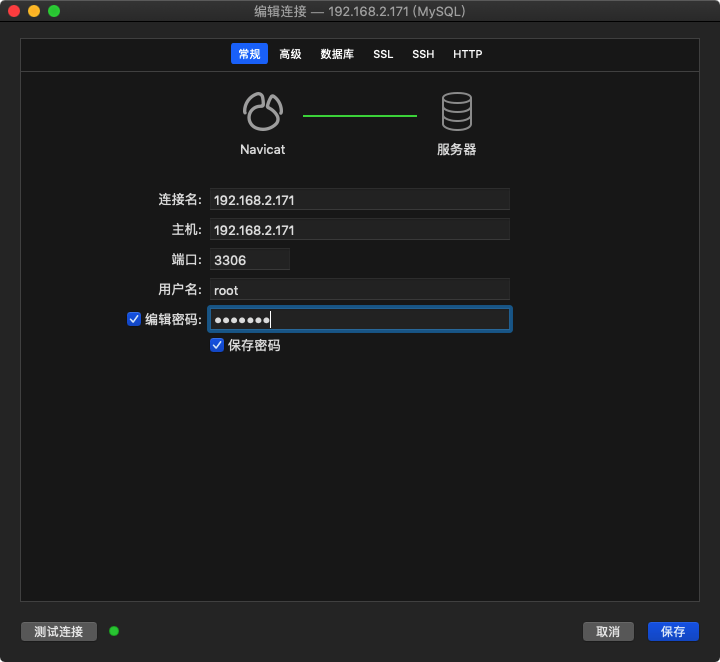 编辑连接 — 192.168.2.171 (MySQL)
常规 高级 数据库 SSL SSH HTTP
Navicat 服务器
连接名: 192.168.2.171
主机: 192.168.2.171
端口: 3306
用户名: root
编辑密码: ●●●●●●●
保存密码
测试连接 取消 保存